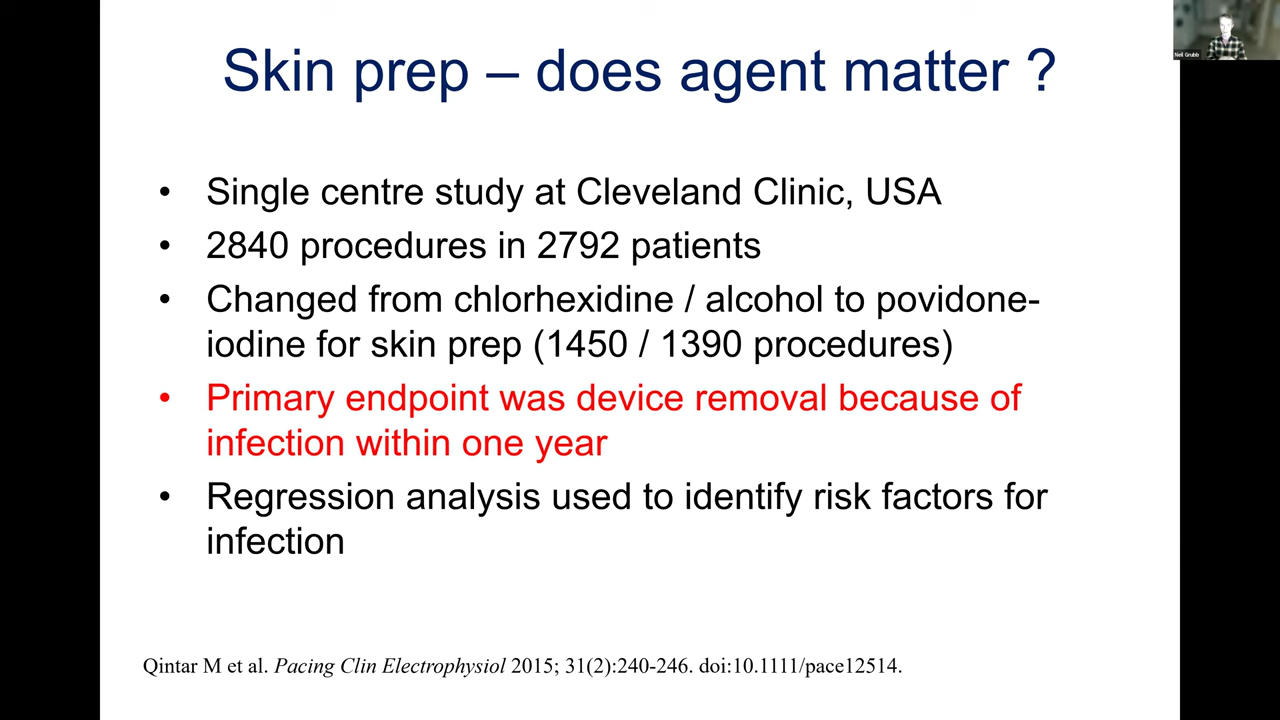 Skin prep – does agent matter ?
• Single centre study at Cleveland Clinic, USA
• 2840 procedures in 2792 patients
• Changed from chlorhexidine / alcohol to povidone-
iodine for skin prep (1450 / 1390 procedures)
• Primary endpoint was device removal because of
infection within one year
• Regression analysis used to identify risk factors for
infection
Qintar M et al. Pacing Clin Electrophysiol 2015; 31(2):240-246. doi:10.1111/pace12514.
Neil Grubb